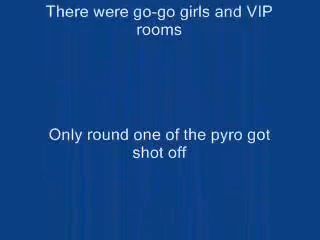 There were go-go girls and VIP
rooms
Only round one of the pyro got
shot off